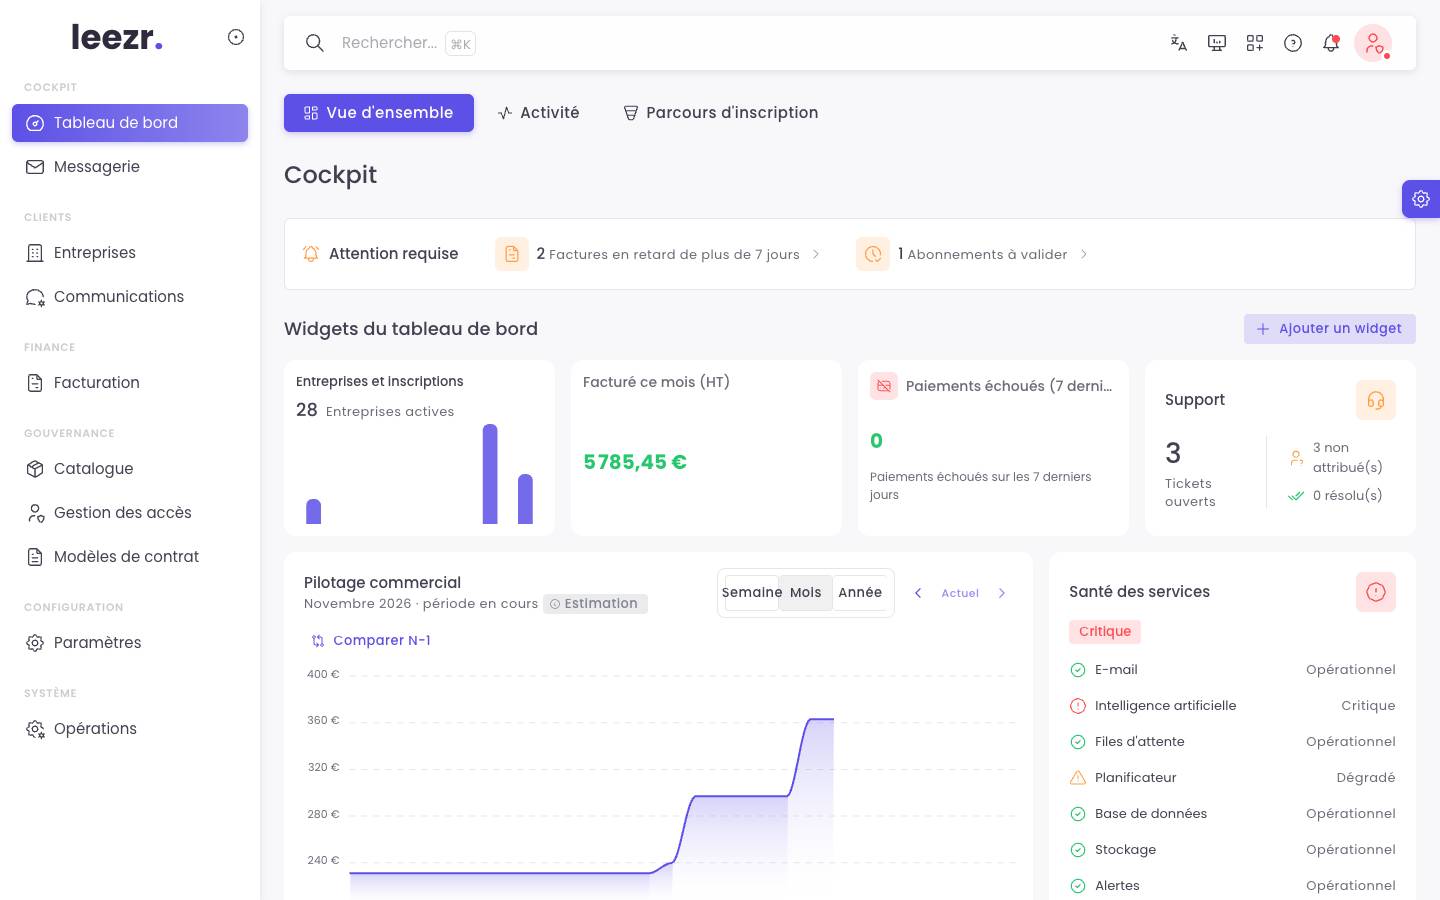 leezr.
COCKPIT
Tableau de bord
Messagerie
CLIENTS
Entreprises
Communications
FINANCE
Facturation
GOUVERNANCE
Catalogue
Gestion des accès
Modèles de contrat
CONFIGURATION
Paramètres
SYSTÈME
Opérations
Rechercher... ⌘K
Vue d'ensemble
Activité
Parcours d'inscription
Cockpit
Attention requise
2 Factures en retard de plus de 7 jours
1 Abonnements à valider
Widgets du tableau de bord
Ajouter un widget
Entreprises et inscriptions
28 Entreprises actives
Facturé ce mois (HT)
5 785,45 €
Paiements échoués (7 derni...
0
Paiements échoués sur les 7 derniers
jours
Support
3
Tickets
ouverts
3 non
attribué(s)
0 résolu(s)
Pilotage commercial
Novembre 2026 · période en cours
Estimation
Semaine
Mois
Année
Actuel
Comparer N-1
400 €
360 €
320 €
280 €
240 €
Santé des services
Critique
E-mail Opérationnel
Intelligence artificielle Critique
Files d'attente Opérationnel
Planificateur Dégradé
Base de données Opérationnel
Stockage Opérationnel
Alertes Opérationnel